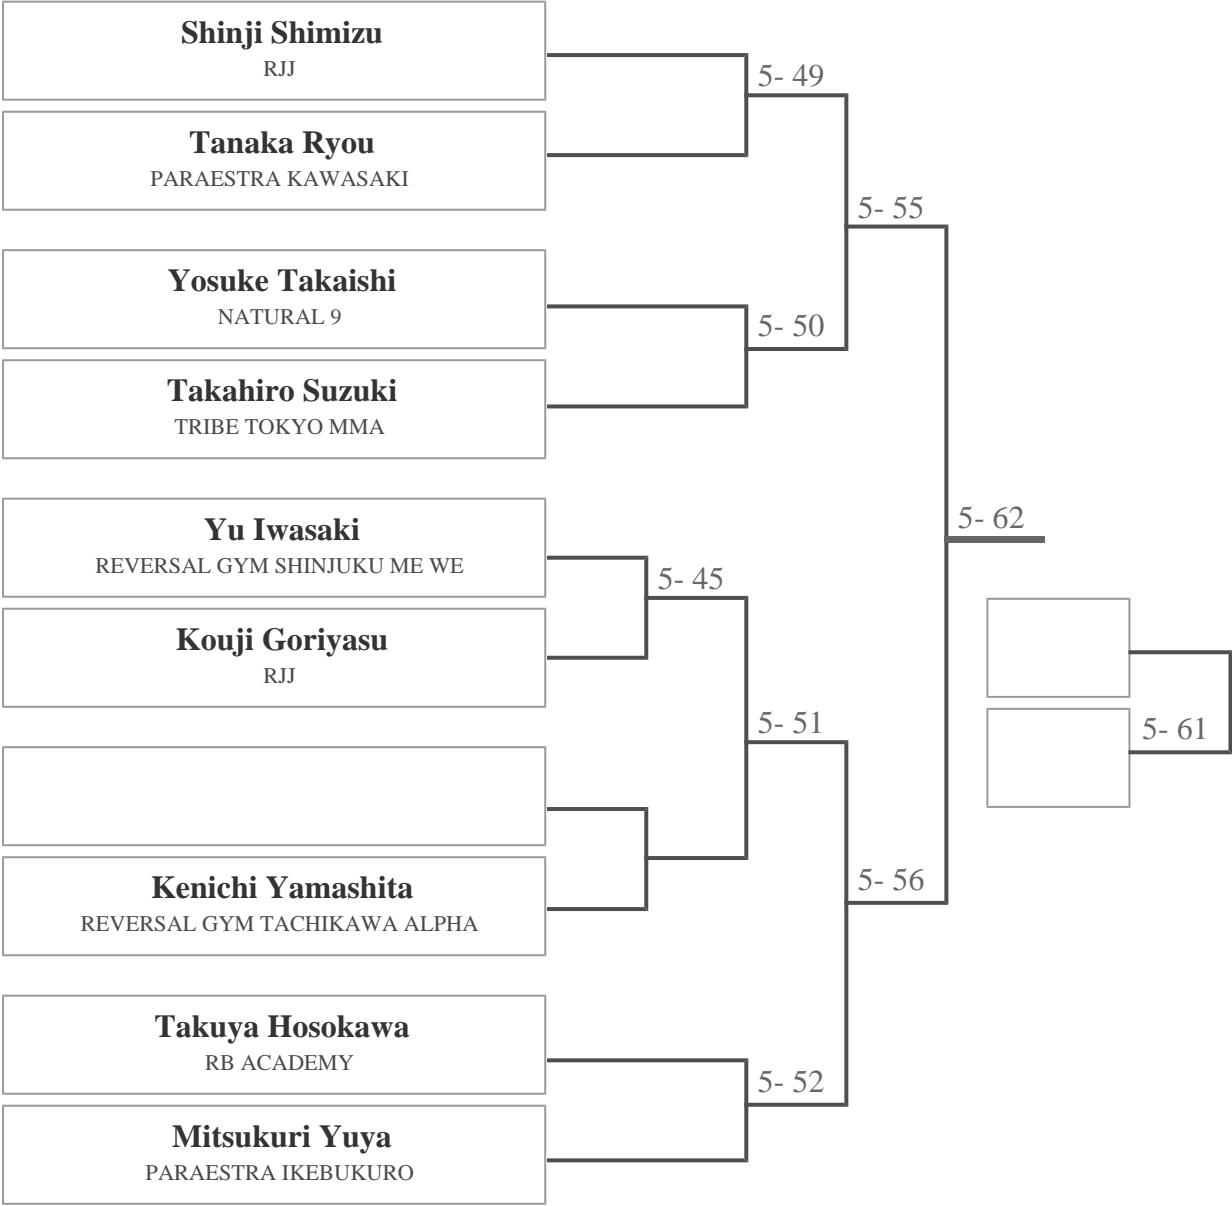 Shinji Shimizu
RJJ
5- 49
Tanaka Ryou
PARAESTRA KAWASAKI
5- 55
Yosuke Takaishi
NATURAL 9
5- 50
Takahiro Suzuki
TRIBE TOKYO MMA
Yu Iwasaki
REVERSAL GYM SHINJUKU ME WE
5- 62
5- 45
Kouji Goriyasu
RJJ
5- 51
5- 61
Kenichi Yamashita
REVERSAL GYM TACHIKAWA ALPHA
5- 56
Takuya Hosokawa
RB ACADEMY
5- 52
Mitsukuri Yuya
PARAESTRA IKEBUKURO